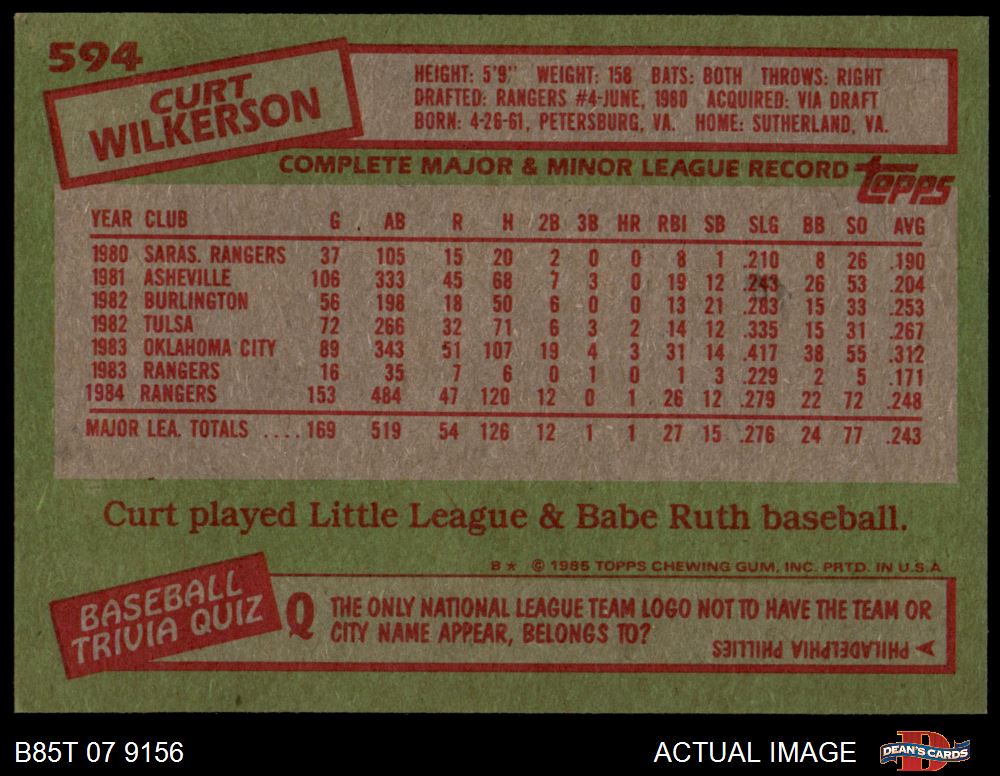 594
CURT
WILKERSON
HEIGHT: 5'9" WEIGHT: 158 BATS: BOTH THROWS: RIGHT
DRAFTED: RANGERS #4-JUNE, 1980 ACQUIRED: VIA DRAFT
BORN: 4-26-61, PETERSBURG, VA. HOME: SUTHERLAND, VA.
COMPLETE MAJOR & MINOR LEAGUE RECORD topps
YEAR CLUB G AB R H 2B 3B HR RBI SB SLG BB SO AVG
1980 SARAS. RANGERS 37 105 15 20 2 0 0 8 1 .210 8 26 .190
1981 ASHEVILLE 106 333 45 68 7 3 0 19 12 .243 26 53 .204
1982 BURLINGTON 56 198 18 50 6 0 0 13 21 .283 15 33 .253
1982 TULSA 72 266 32 71 6 3 2 14 12 .335 15 31 .267
1983 OKLAHOMA CITY 89 343 51 107 19 4 3 31 14 .417 38 55 .312
1983 RANGERS 16 35 7 6 0 1 0 1 3 .229 2 5 .171
1984 RANGERS 153 484 47 120 12 0 1 26 12 .279 22 72 .248
MAJOR LEA. TOTALS ....169 519 54 126 12 1 1 27 15 .276 24 77 .243
Curt played Little League & Babe Ruth baseball.
B* © 1985 TOPPS CHEWING GUM, INC. PRTD. IN U.S.A
BASEBALL
TRIVIA QUIZ
Q THE ONLY NATIONAL LEAGUE TEAM LOGO NOT TO HAVE THE TEAM OR
CITY NAME APPEAR, BELONGS TO?
A PHILADELPHIA PHILLIES
B85T 07 9156
ACTUAL IMAGE
DEAN'S CARDS